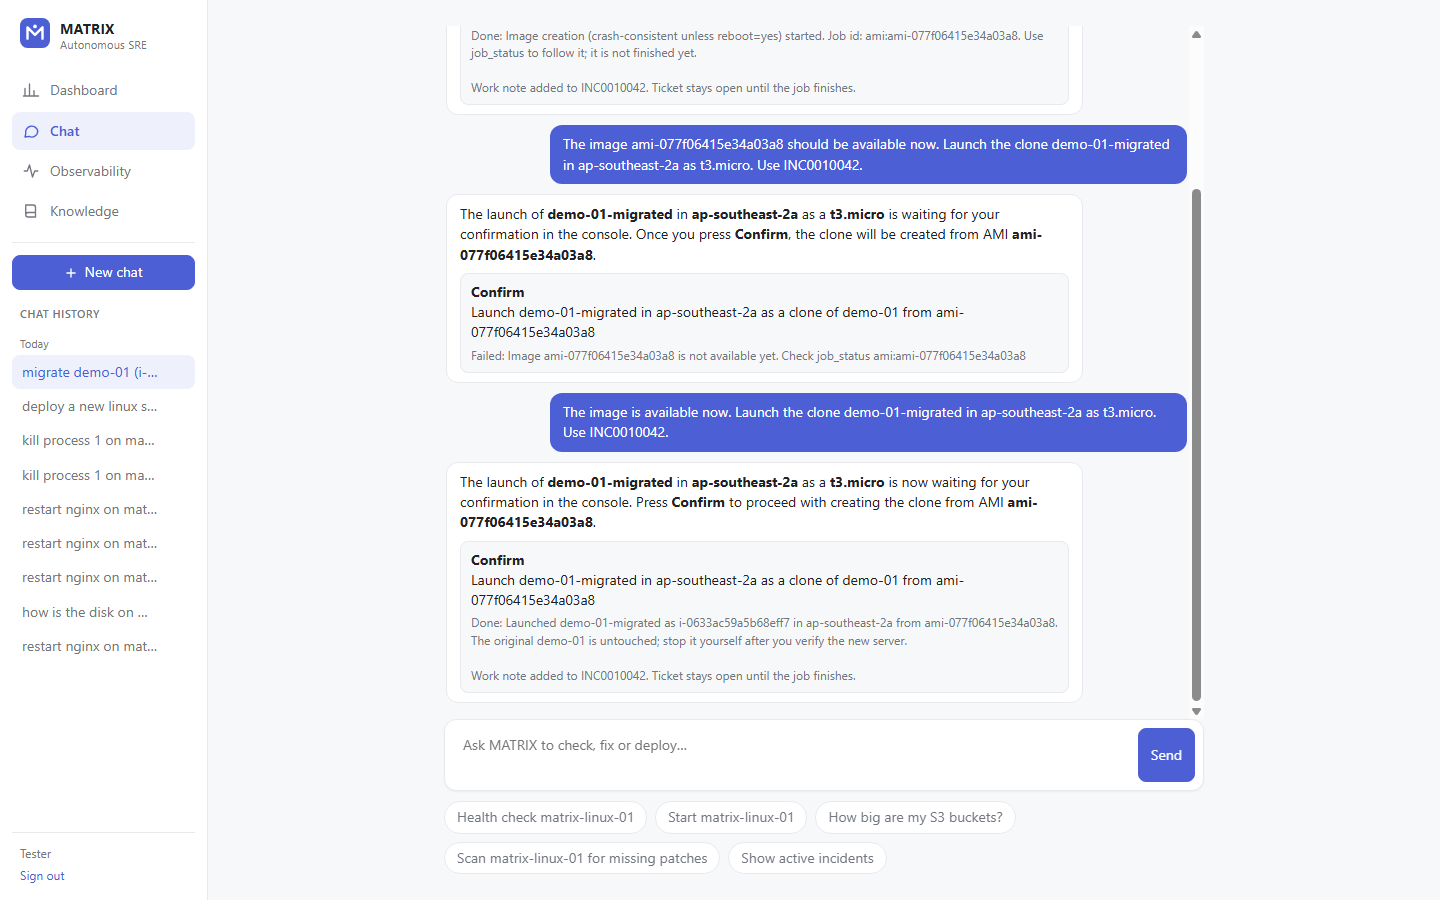 MATRIX
Autonomous SRE
Dashboard
Chat
Observability
Knowledge
+ New chat
CHAT HISTORY
Today
migrate demo-01 (i-...
deploy a new linux s...
kill process 1 on ma...
kill process 1 on ma...
restart nginx on mat...
restart nginx on mat...
restart nginx on mat...
how is the disk on ...
restart nginx on mat...
Tester
Sign out
Done: Image creation (crash-consistent unless reboot=yes) started. Job id: ami:ami-077f06415e34a03a8. Use
job_status to follow it; it is not finished yet.
Work note added to INC0010042. Ticket stays open until the job finishes.
The image ami-077f06415e34a03a8 should be available now. Launch the clone demo-01-migrated
in ap-southeast-2a as t3.micro. Use INC0010042.
The launch of demo-01-migrated in ap-southeast-2a as a t3.micro is waiting for your
confirmation in the console. Once you press Confirm, the clone will be created from AMI ami-
077f06415e34a03a8.
Confirm
Launch demo-01-migrated in ap-southeast-2a as a clone of demo-01 from ami-
077f06415e34a03a8
Failed: Image ami-077f06415e34a03a8 is not available yet. Check job_status ami:ami-077f06415e34a03a8
The image is available now. Launch the clone demo-01-migrated in ap-southeast-2a as t3.micro.
Use INC0010042.
The launch of demo-01-migrated in ap-southeast-2a as a t3.micro is now waiting for your
confirmation in the console. Press Confirm to proceed with creating the clone from AMI ami-
077f06415e34a03a8.
Confirm
Launch demo-01-migrated in ap-southeast-2a as a clone of demo-01 from ami-
077f06415e34a03a8
Done: Launched demo-01-migrated as i-0633ac59a5b68eff7 in ap-southeast-2a from ami-077f06415e34a03a8.
The original demo-01 is untouched; stop it yourself after you verify the new server.
Work note added to INC0010042. Ticket stays open until the job finishes.
Ask MATRIX to check, fix or deploy...
Send
Health check matrix-linux-01
Start matrix-linux-01
How big are my S3 buckets?
Scan matrix-linux-01 for missing patches
Show active incidents